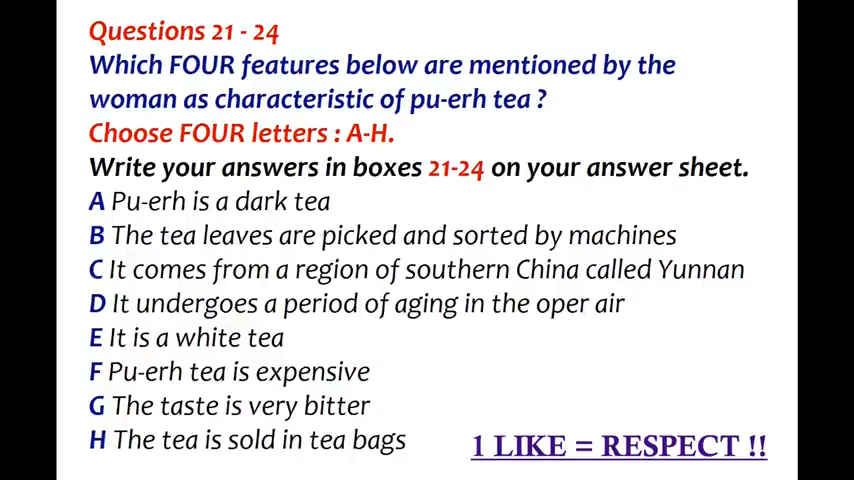 Questions 21 - 24
Which FOUR features below are mentioned by the
woman as characteristic of pu-erh tea ?
Choose FOUR letters : A-H.
Write your answers in boxes 21-24 on your answer sheet.
A Pu-erh is a dark tea
B The tea leaves are picked and sorted by machines
C It comes from a region of southern China called Yunnan
D It undergoes a period of aging in the oper air
E It is a white tea
F Pu-erh tea is expensive
G The taste is very bitter
H The tea is sold in tea bags
1 LIKE = RESPECT !!